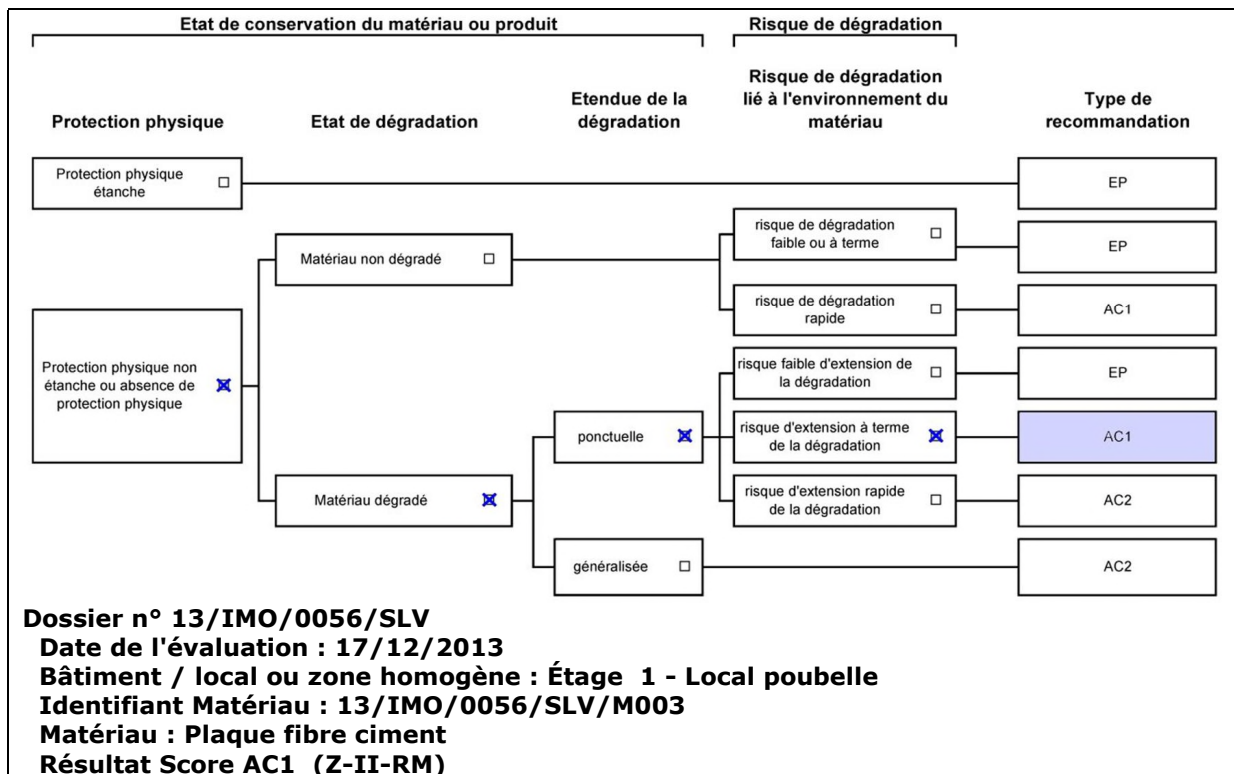 Etat de conservation du matériau ou produit
Risque de dégradation
Protection physique
Etat de dégradation
Etendue de la
dégradation
Risque de dégradation
lié à l'environnement du
matériau
Type de
recommandation
Protection physique
étanche
EP
Matériau non dégradé
risque de dégradation
faible ou à terme
EP
risque de dégradation
rapide
AC1
Protection physique non
étanche ou absence de
protection physique
risque faible d'extension de
la dégradation
EP
ponctuelle
risque d'extension à terme
de la dégradation
AC1
Matériau dégradé
risque d'extension rapide
de la dégradation
AC2
généralisée
AC2
Dossier n° 13/IMO/0056/SLV
Date de l'évaluation : 17/12/2013
Bâtiment / local ou zone homogène : Étage 1 - Local poubelle
Identifiant Matériau : 13/IMO/0056/SLV/M003
Matériau : Plaque fibre ciment
Résultat Score AC1 (Z-II-RM)